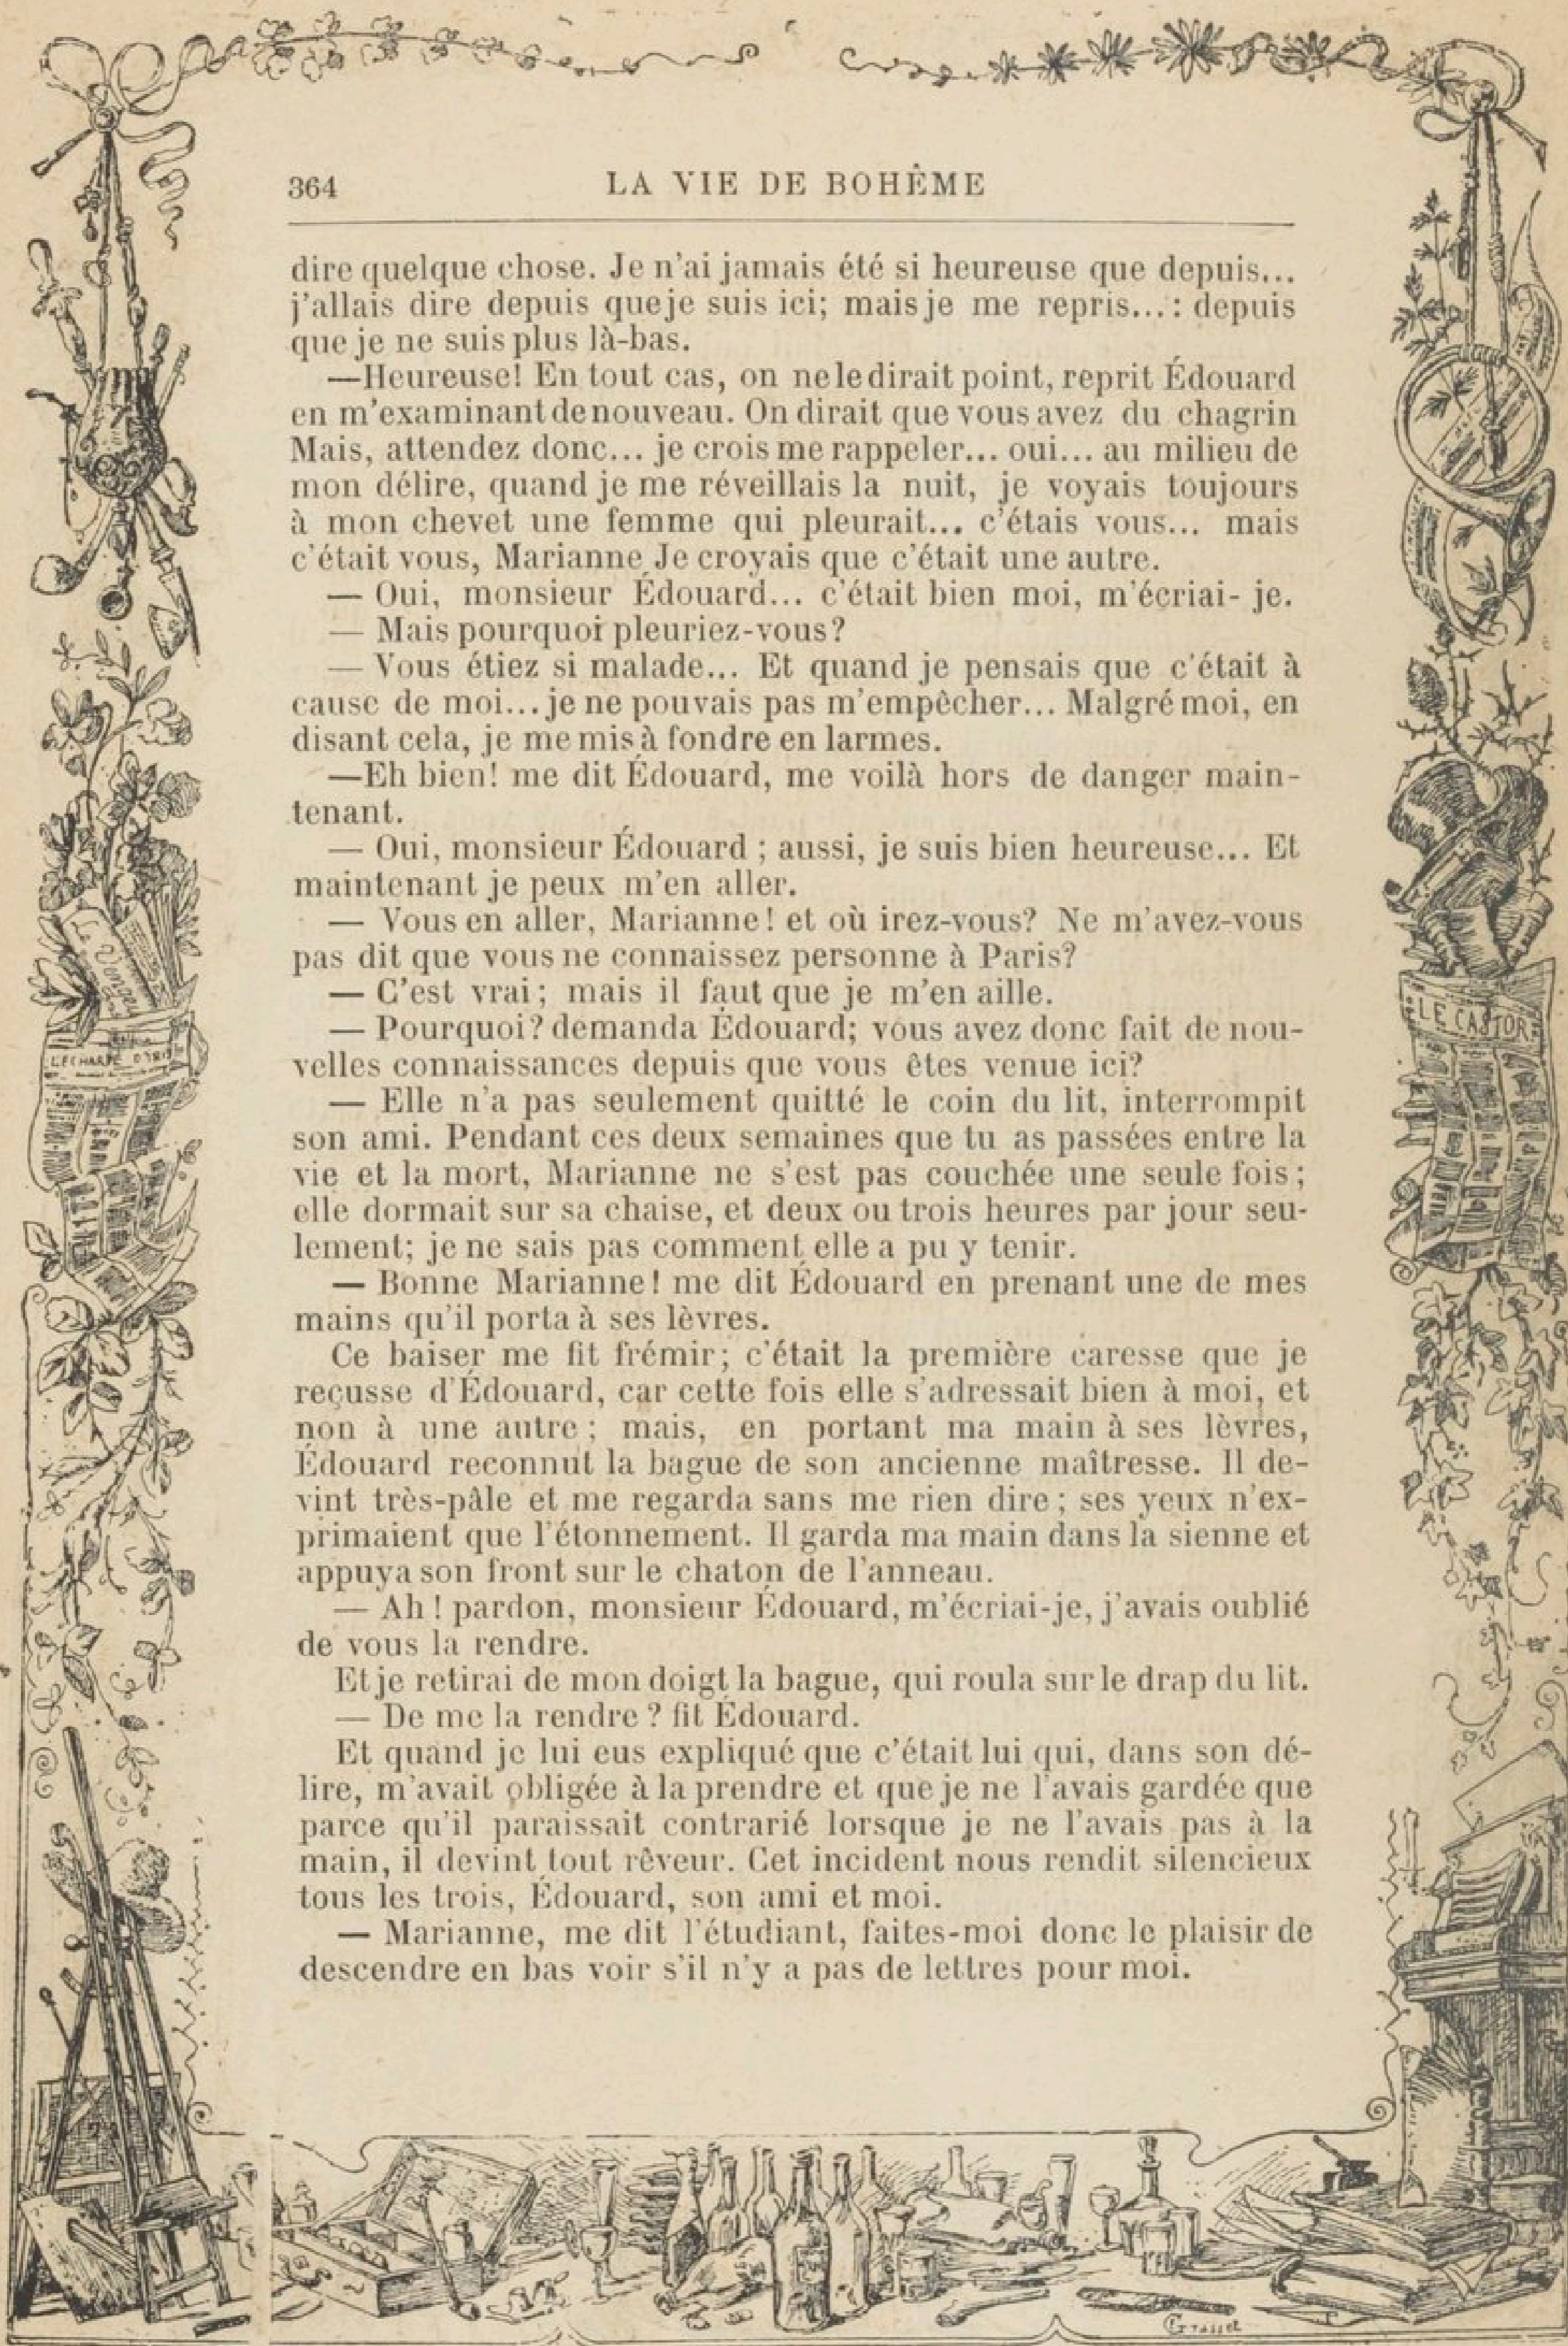 364 LA VIE DE BOHÊME
dire quelque chose. Je n'ai jamais été si heureuse que depuis...
j'allais dire depuis que je suis ici; mais je me repris...: depuis
que je ne suis plus là-bas.
—Heureuse! En tout cas, on ne le dirait point, reprit Édouard
en m'examinant de nouveau. On dirait que vous avez du chagrin
Mais, attendez donc... je crois me rappeler... oui... au milieu de
mon délire, quand je me réveillais la nuit, je voyais toujours
à mon chevet une femme qui pleurait... c'étais vous... mais
c'était vous, Marianne Je croyais que c'était une autre.
— Oui, monsieur Édouard... c'était bien moi, m'écriai- je.
— Mais pourquoi pleuriez-vous?
— Vous étiez si malade... Et quand je pensais que c'était à
cause de moi... je ne pouvais pas m'empêcher... Malgré moi, en
disant cela, je me mis à fondre en larmes.
—Eh bien! me dit Édouard, me voilà hors de danger main-
tenant.
— Oui, monsieur Édouard ; aussi, je suis bien heureuse... Et
maintenant je peux m'en aller.
— Vous en aller, Marianne! et où irez-vous? Ne m'avez-vous
pas dit que vous ne connaissez personne à Paris?
— C'est vrai; mais il faut que je m'en aille.
— Pourquoi? demanda Édouard; vous avez donc fait de nou-
velles connaissances depuis que vous êtes venue ici?
— Elle n'a pas seulement quitté le coin du lit, interrompit
son ami. Pendant ces deux semaines que tu as passées entre la
vie et la mort, Marianne ne s'est pas couchée une seule fois;
elle dormait sur sa chaise, et deux ou trois heures par jour seu-
lement; je ne sais pas comment elle a pu y tenir.
— Bonne Marianne! me dit Édouard en prenant une de mes
mains qu'il porta à ses lèvres.
Ce baiser me fit frémir; c'était la première caresse que je
reçusse d'Édouard, car cette fois elle s'adressait bien à moi, et
non à une autre; mais, en portant ma main à ses lèvres,
Édouard reconnut la bague de son ancienne maîtresse. Il de-
vint très-pâle et me regarda sans me rien dire; ses yeux n'ex-
primaient que l'étonnement. Il garda ma main dans la sienne et
appuya son front sur le chaton de l'anneau.
— Ah! pardon, monsieur Édouard, m'écriai-je, j'avais oublié
de vous la rendre.
Et je retirai de mon doigt la bague, qui roula sur le drap du lit.
— De me la rendre? fit Édouard.
Et quand je lui eus expliqué que c'était lui qui, dans son dé-
lire, m'avait obligée à la prendre et que je ne l'avais gardée que
parce qu'il paraissait contrarié lorsque je ne l'avais pas à la
main, il devint tout rêveur. Cet incident nous rendit silencieux
tous les trois, Édouard, son ami et moi.
— Marianne, me dit l'étudiant, faites-moi donc le plaisir de
descendre en bas voir s'il n'y a pas de lettres pour moi.
Le Vengeur
L'ECHARPE D'IRIS
LE CASTOR
Grasset